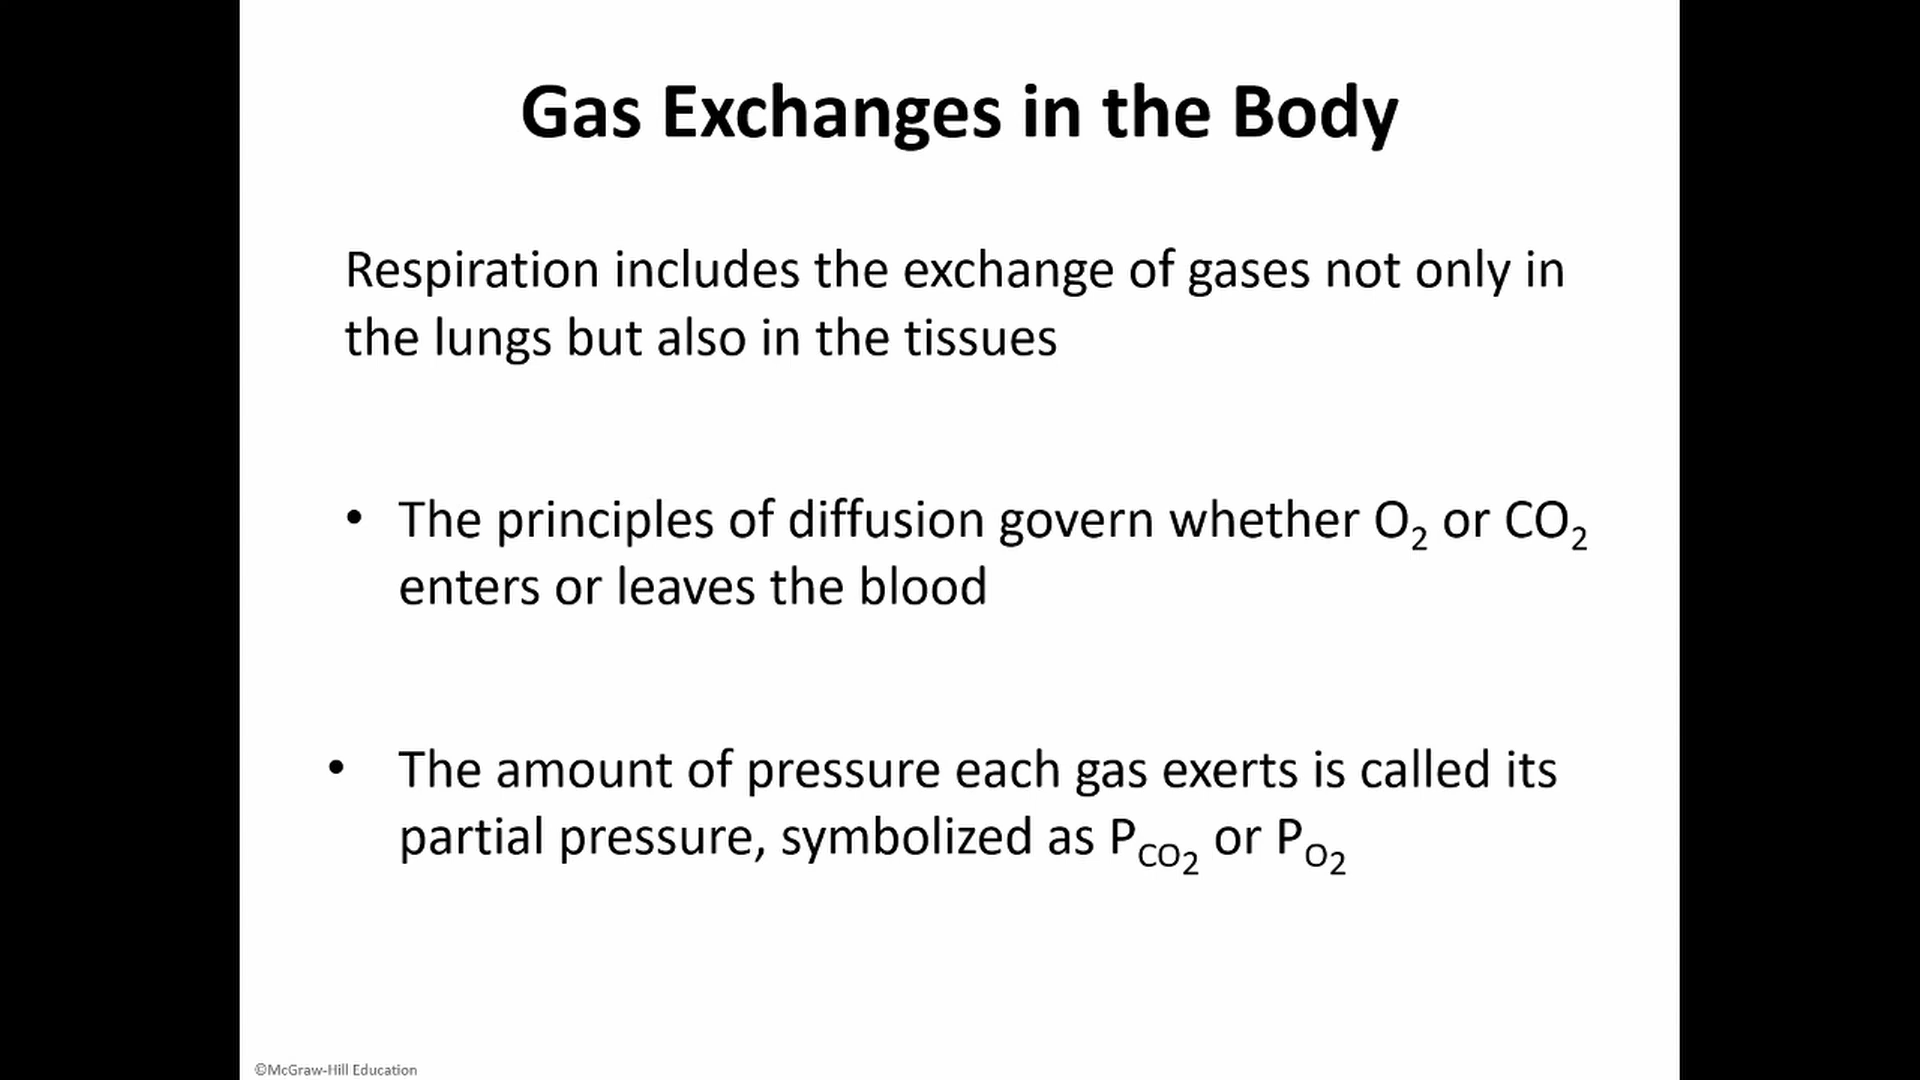 Gas Exchanges in the Body
Respiration includes the exchange of gases not only in
the lungs but also in the tissues
• The principles of diffusion govern whether O₂ or CO₂
enters or leaves the blood
• The amount of pressure each gas exerts is called its
partial pressure, symbolized as P_CO₂ or P_O₂
©McGraw-Hill Education